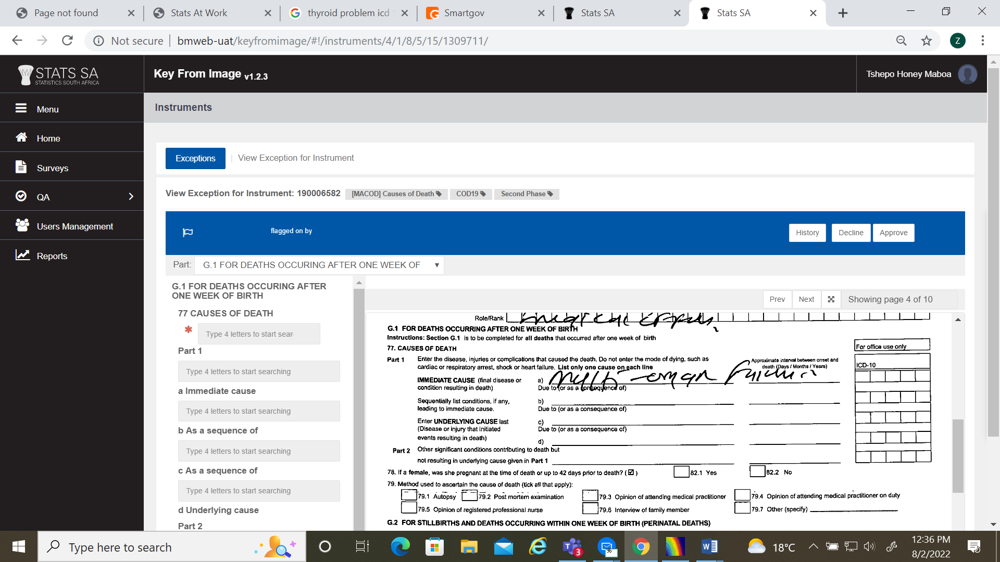 Page not found
Stats At Work
thyroid problem icd
Smartgov
Stats SA
Stats SA
Not secure
bmweb-uat/keyfromimage/#!/instruments/4/1/8/5/15/1309711/
Z
STATS SA
STATISTICS SOUTH AFRICA
Key From Image v1.2.3
Tshepo Honey Maboa
Menu
Home
Surveys
QA
Users Management
Reports
Instruments
Exceptions | View Exception for Instrument
View Exception for Instrument: 190006582 [MACOD] Causes of Death COD19 Second Phase
flagged on by
History Decline Approve
Part: G.1 FOR DEATHS OCCURING AFTER ONE WEEK OF
G.1 FOR DEATHS OCCURING AFTER
ONE WEEK OF BIRTH
77 CAUSES OF DEATH
* Type 4 letters to start sear
Part 1
Type 4 letters to start searching
a Immediate cause
Type 4 letters to start searching
b As a sequence of
Type 4 letters to start searching
c As a sequence of
Type 4 letters to start searching
d Underlying cause
Part 2
Prev Next Showing page 4 of 10
Role/Rank medical
G.1 FOR DEATHS OCCURRING AFTER ONE WEEK OF BIRTH
Instructions: Section G.1 is to be completed for all deaths that occurred after one week of birth
77. CAUSES OF DEATH
For office use only
Part 1 Enter the disease, injuries or complications that caused the death. Do not enter the mode of dying, such as
cardiac or respiratory arrest, shock or heart failure. List only one cause on each line
Approximate interval between onset and
death (Days / Months / Years)
ICD-10
IMMEDIATE CAUSE (final disease or
condition resulting in death)
a) Multi-organ failure
Due to (or as a consequence of)
Sequentially list conditions, if any,
leading to immediate cause.
b)
Due to (or as a consequence of)
Enter UNDERLYING CAUSE last
(Disease or injury that initiated
events resulting in death)
c)
Due to (or as a consequence of)
d)
Part 2 Other significant conditions contributing to death but
not resulting in underlying cause given in Part 1
78. If a female, was she pregnant at the time of death or up to 42 days prior to death? (☑) 82.1 Yes 82.2 No
79. Method used to ascertain the cause of death (tick all that apply):
79.1 Autopsy 79.2 Post mortem examination 79.3 Opinion of attending medical practitioner 79.4 Opinion of attending medical practitioner on duty
79.5 Opinion of registered professional nurse 79.6 Interview of family member 79.7 Other (specify)
G.2 FOR STILLBIRTHS AND DEATHS OCCURRING WITHIN ONE WEEK OF BIRTH (PERINATAL DEATHS)
Type here to search
3
96
18°C
12:36 PM
8/2/2022